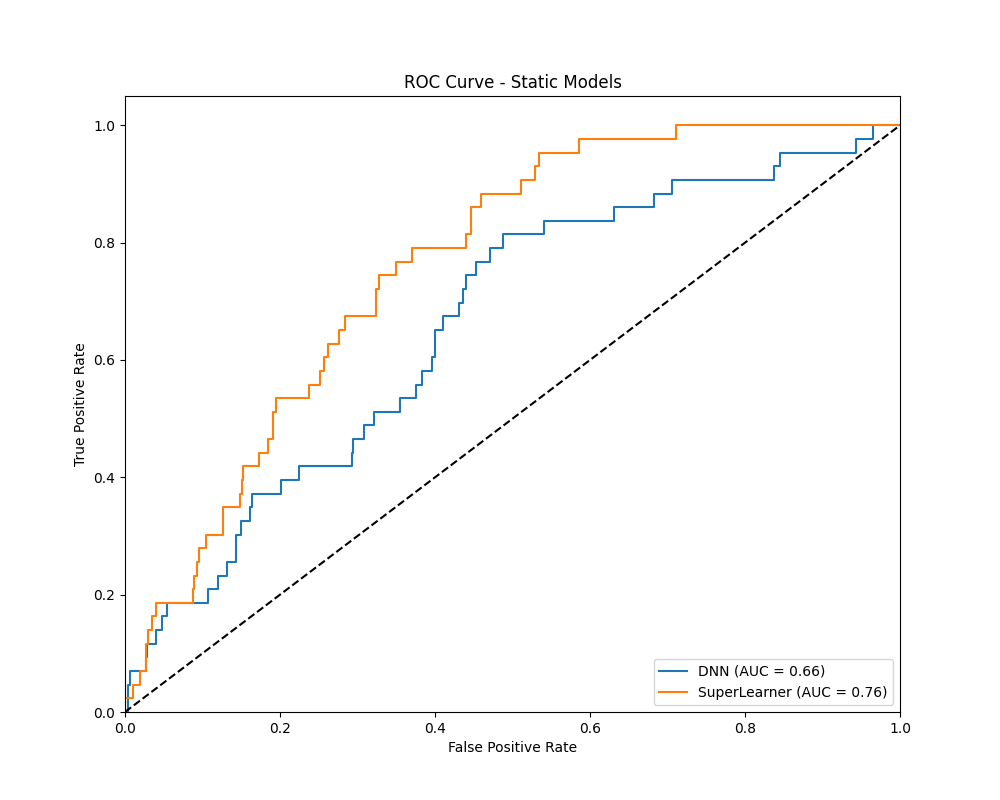 ROC Curve - Static Models
1.0
0.8
0.6
0.4
0.2
0.0
True Positive Rate
DNN (AUC = 0.66)
SuperLearner (AUC = 0.76)
0.0 0.2 0.4 0.6 0.8 1.0
False Positive Rate